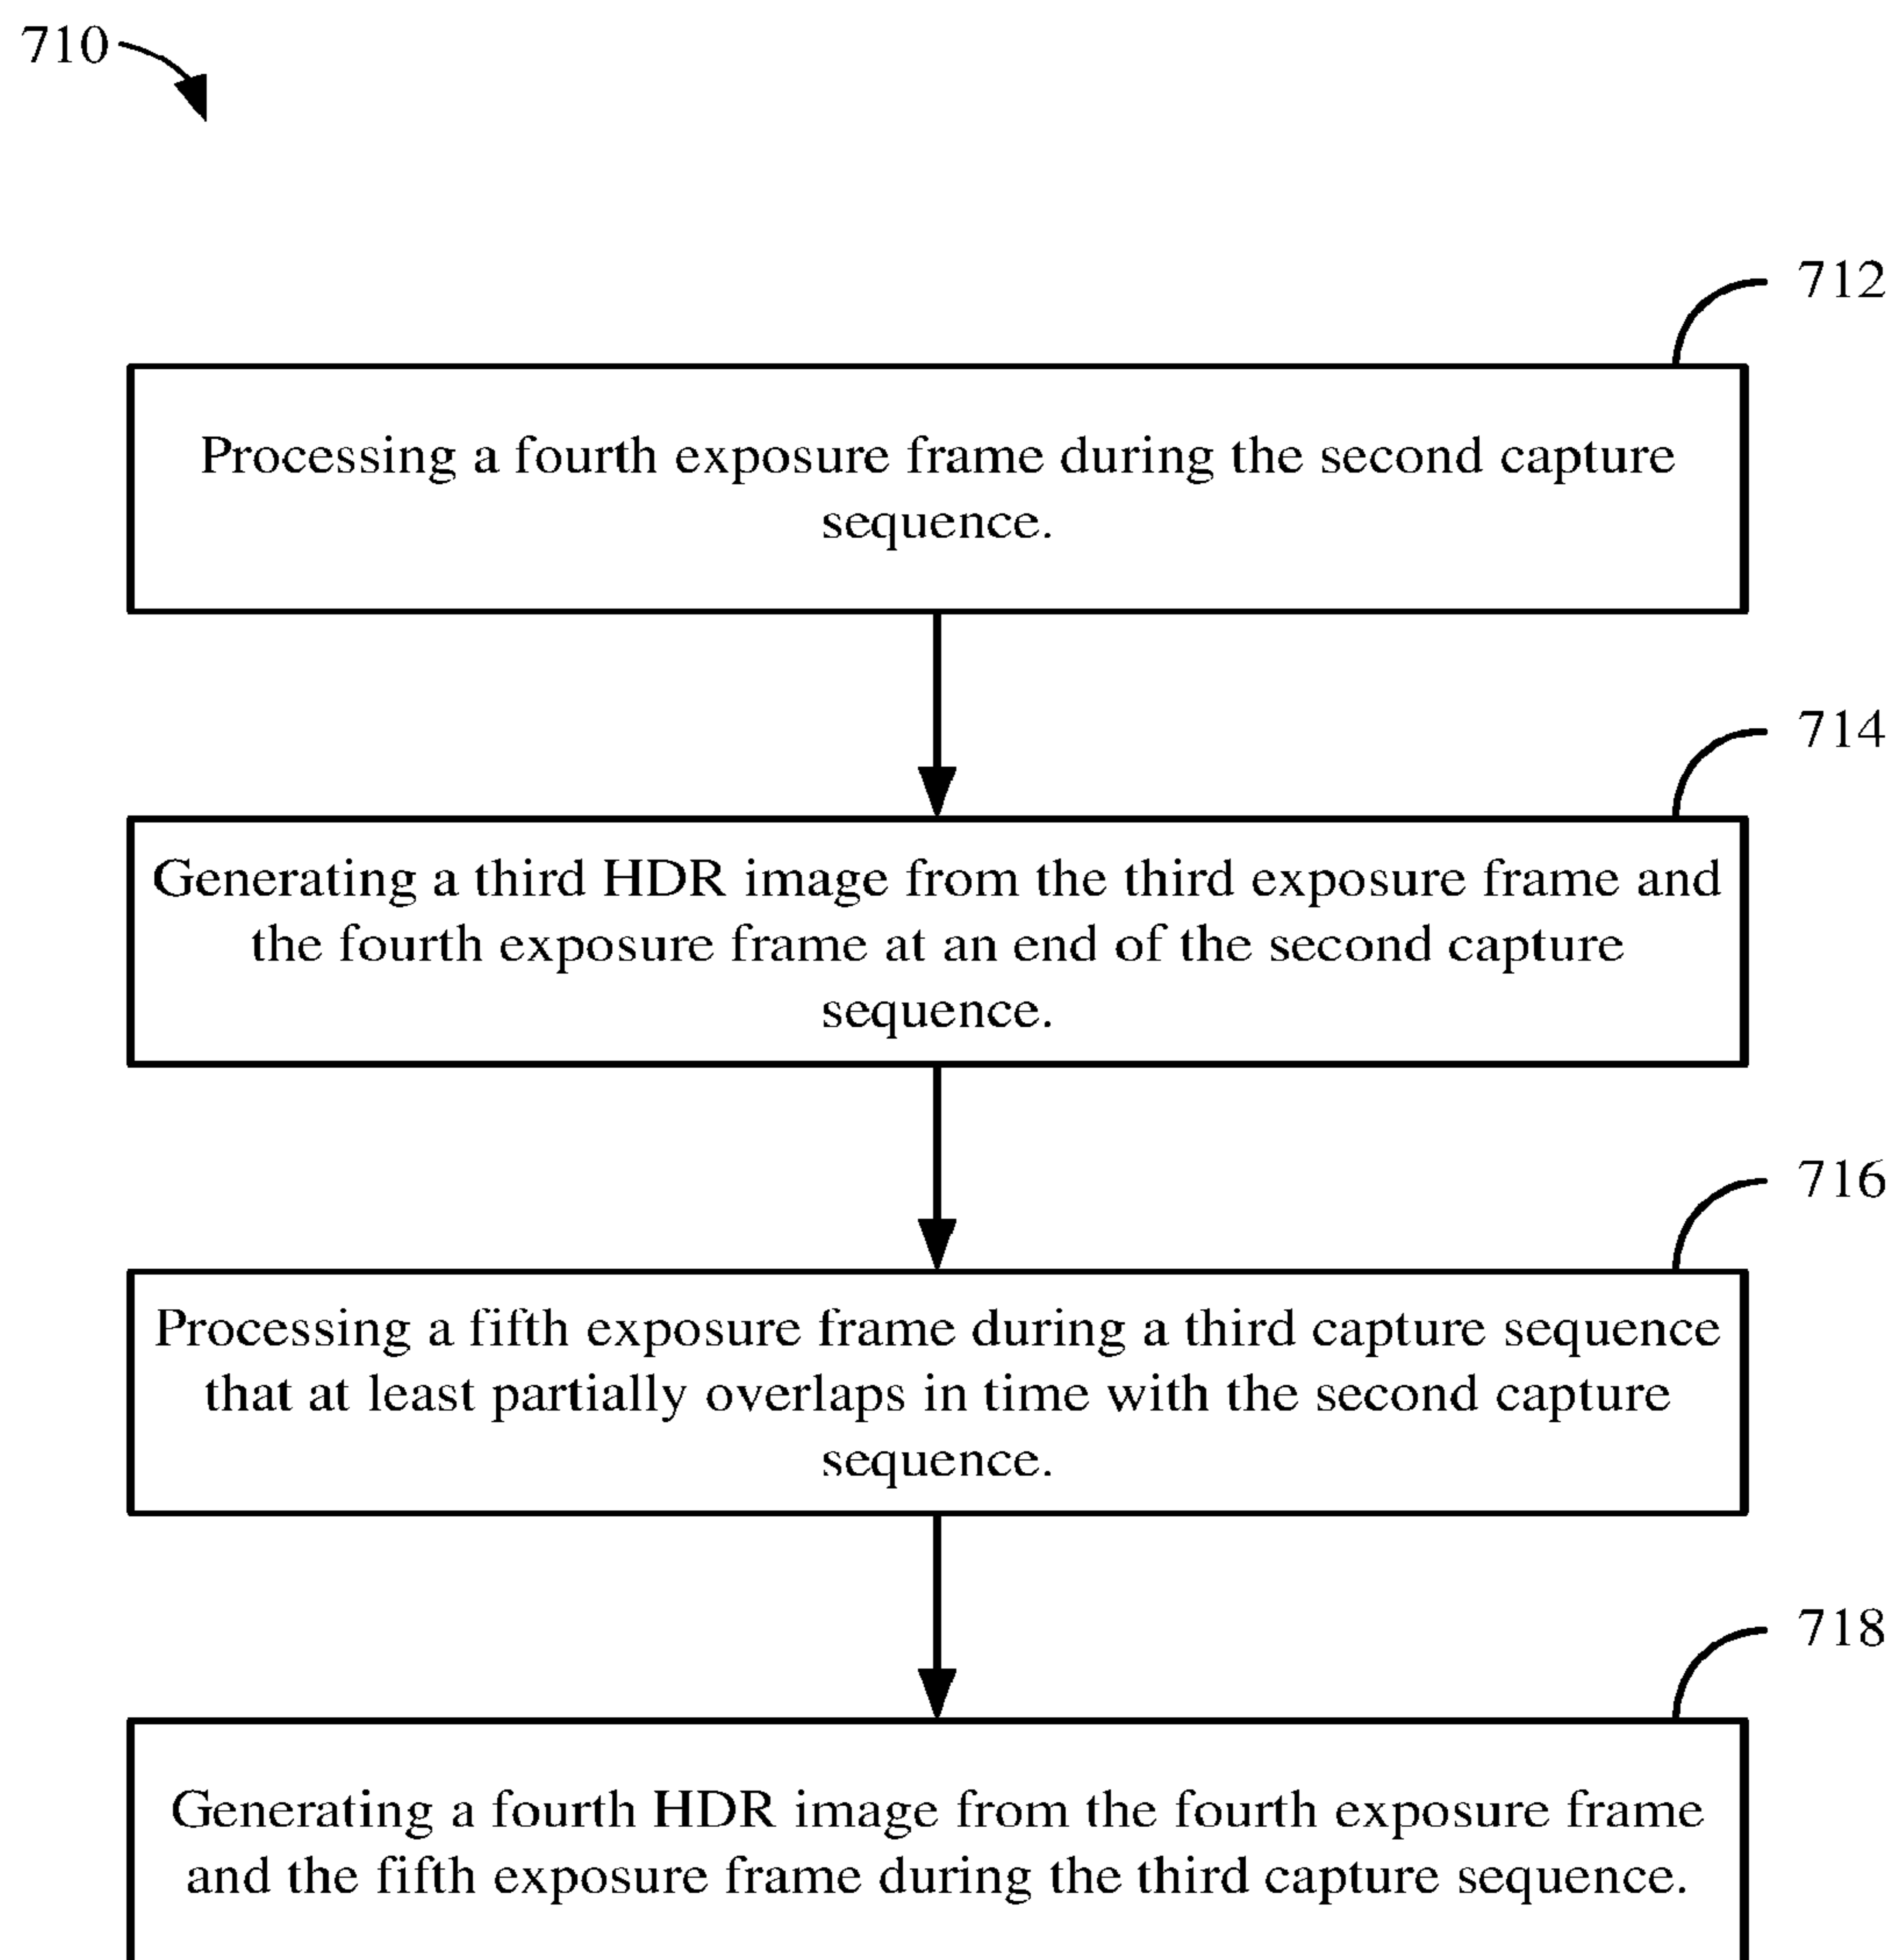 710
712
Processing a fourth exposure frame during the second capture
sequence.
714
Generating a third HDR image from the third exposure frame and
the fourth exposure frame at an end of the second capture
sequence.
716
Processing a fifth exposure frame during a third capture sequence
that at least partially overlaps in time with the second capture
sequence.
718
Generating a fourth HDR image from the fourth exposure frame
and the fifth exposure frame during the third capture sequence.